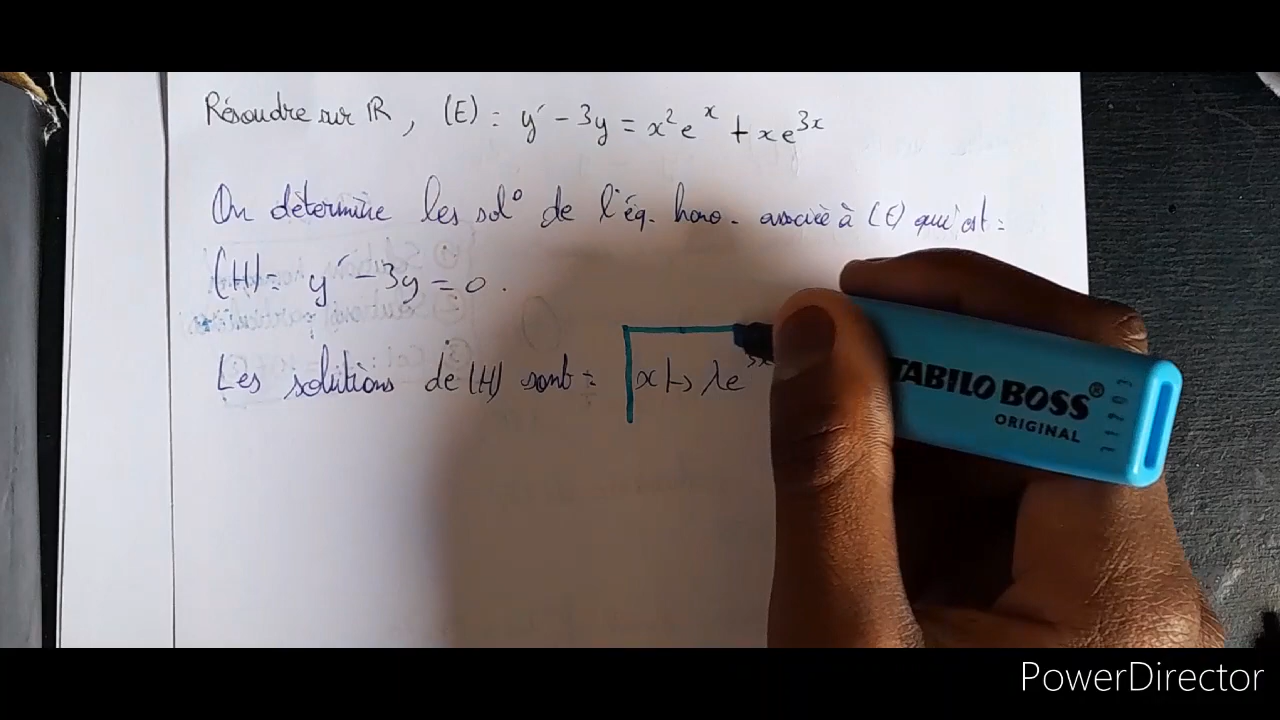 Résoudre sur ℝ, (E) : y' - 3y = x²eˣ + xe³ˣ
On détermine les sol° de l'éq. homo. associée à (E) qui est :
(H) : y' - 3y = 0.
Les solutions de (H) sont : x ↦ λe³ˣ
STABILO BOSS®
ORIGINAL
PowerDirector